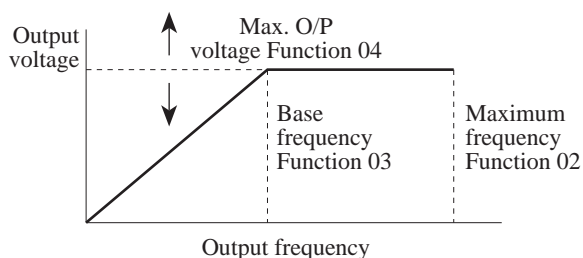 Output
voltage
Max. O/P
voltage Function 04
Base
frequency
Function 03
Maximum
frequency
Function 02
Output frequency